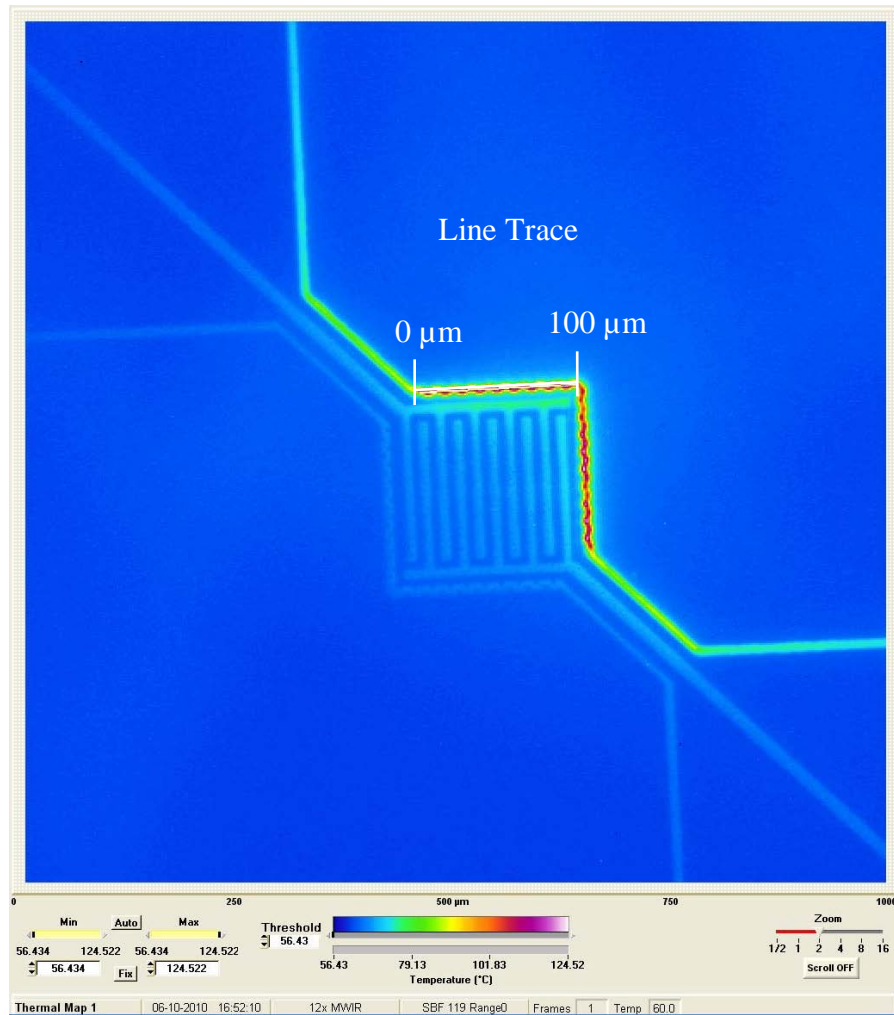 Line Trace
0 µm
100 µm
0 250 500 µm 750 1000
Min Auto Max
56.434 124.522 56.434 124.522
56.434 Fix 124.522
Threshold
56.43
56.43 79.13 101.83 124.52
Temperature (°C)
Zoom
1/2 1 2 4 8 16
Scroll OFF
Thermal Map 1 06-10-2010 16:52:10 12x MWIR SBF 119 Range0 Frames 1 Temp 60.0